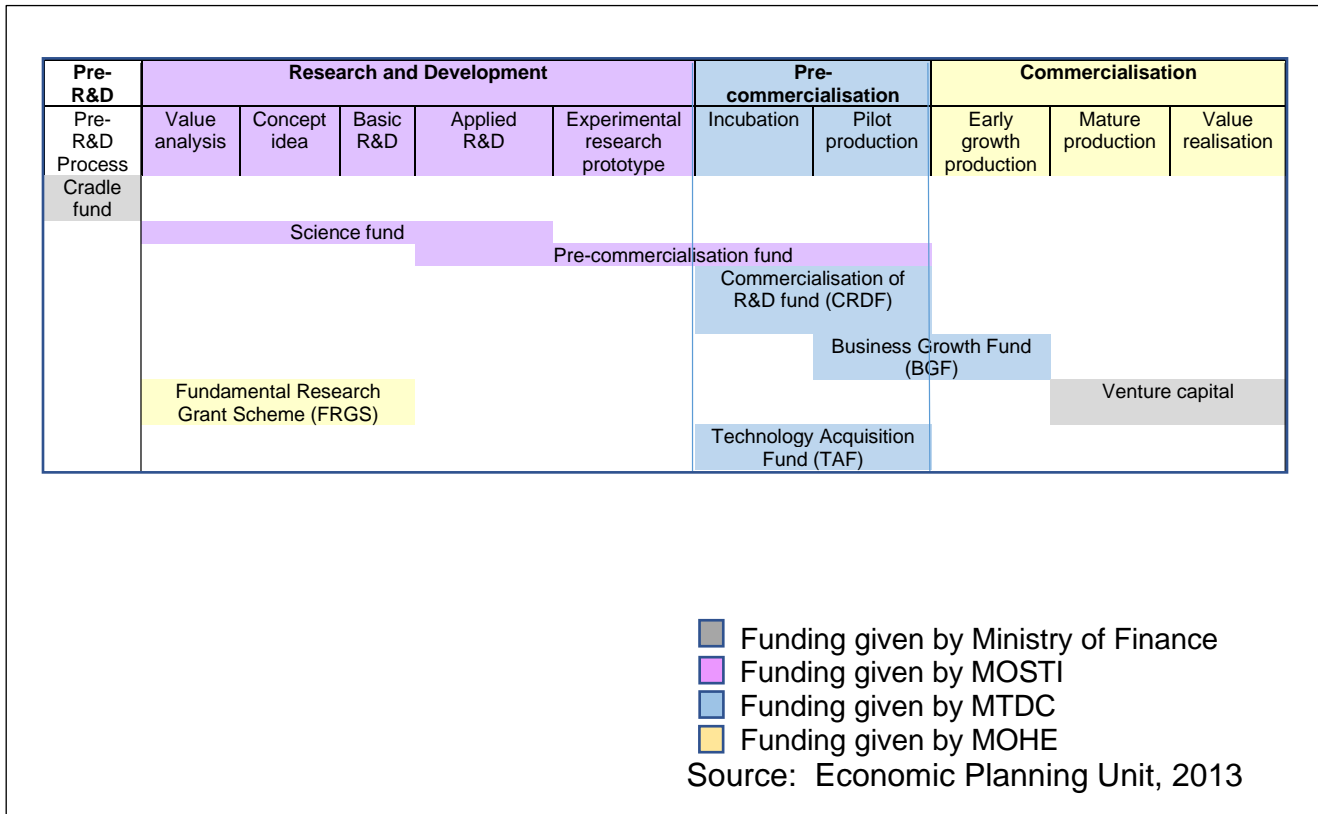 Pre-
R&D
Research and Development
Pre-
commercialisation
Commercialisation
Pre-
R&D
Process
Value
analysis
Concept
idea
Basic
R&D
Applied
R&D
Experimental
research
prototype
Incubation
Pilot
production
Early
growth
production
Mature
production
Value
realisation
Cradle
fund
Science fund
Pre-commercialisation fund
Commercialisation of
R&D fund (CRDF)
Business Growth Fund
(BGF)
Fundamental Research
Grant Scheme (FRGS)
Venture capital
Technology Acquisition
Fund (TAF)
Funding given by Ministry of Finance
Funding given by MOSTI
Funding given by MTDC
Funding given by MOHE
Source: Economic Planning Unit, 2013